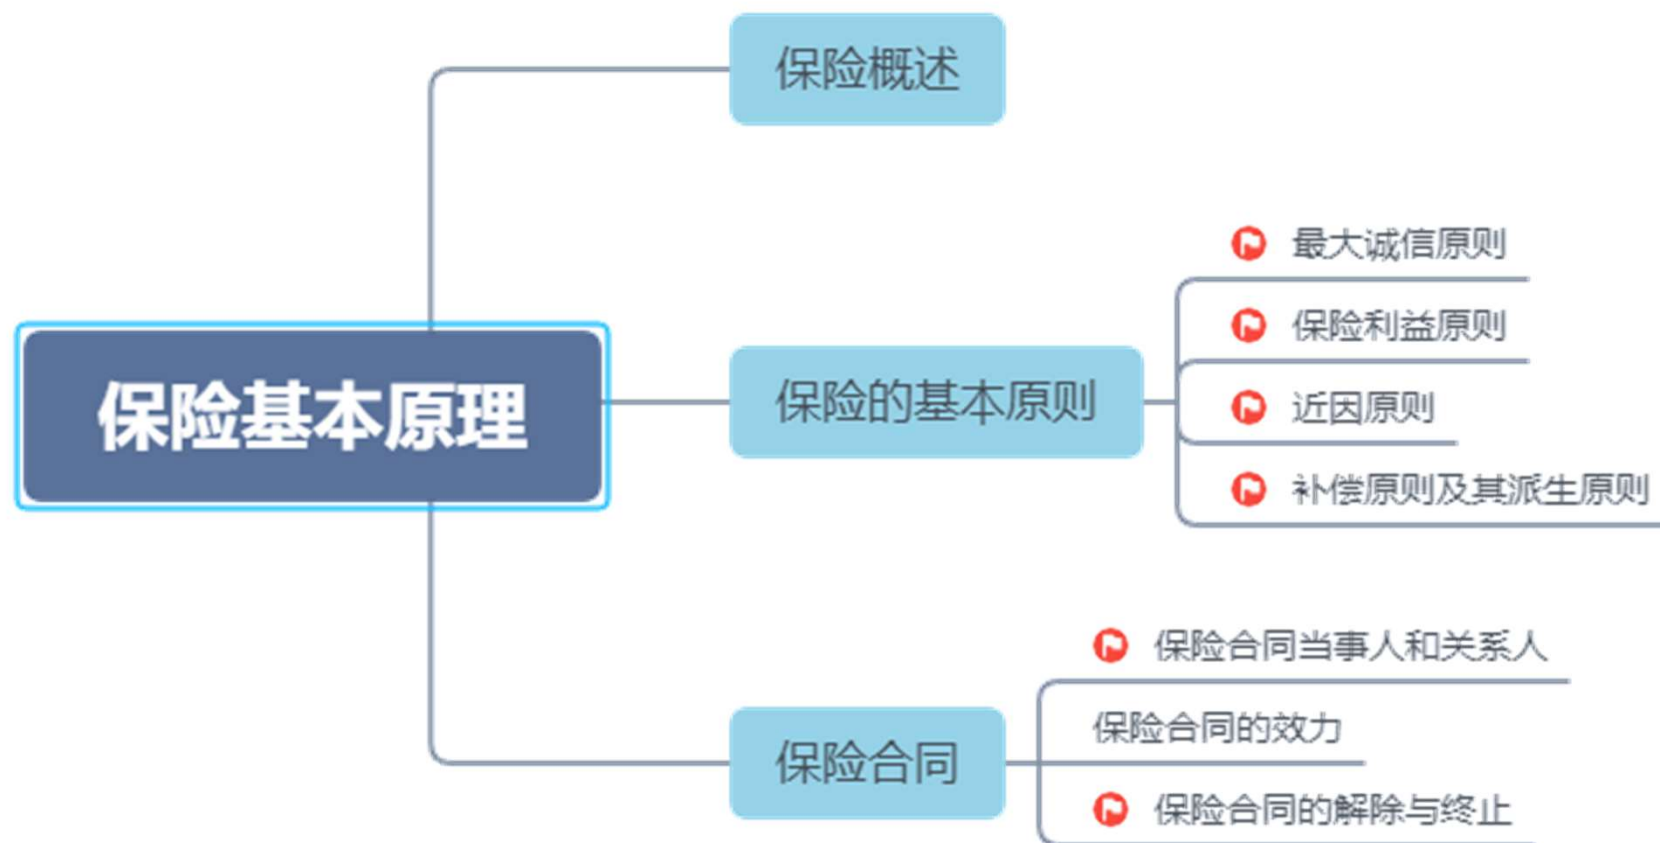 保险概述
最大诚信原则
保险利益原则
保险基本原理
保险的基本原则
近因原则
补偿原则及其派生原则
保险合同当事人和关系人
保险合同的效力
保险合同
保险合同的解除与终止